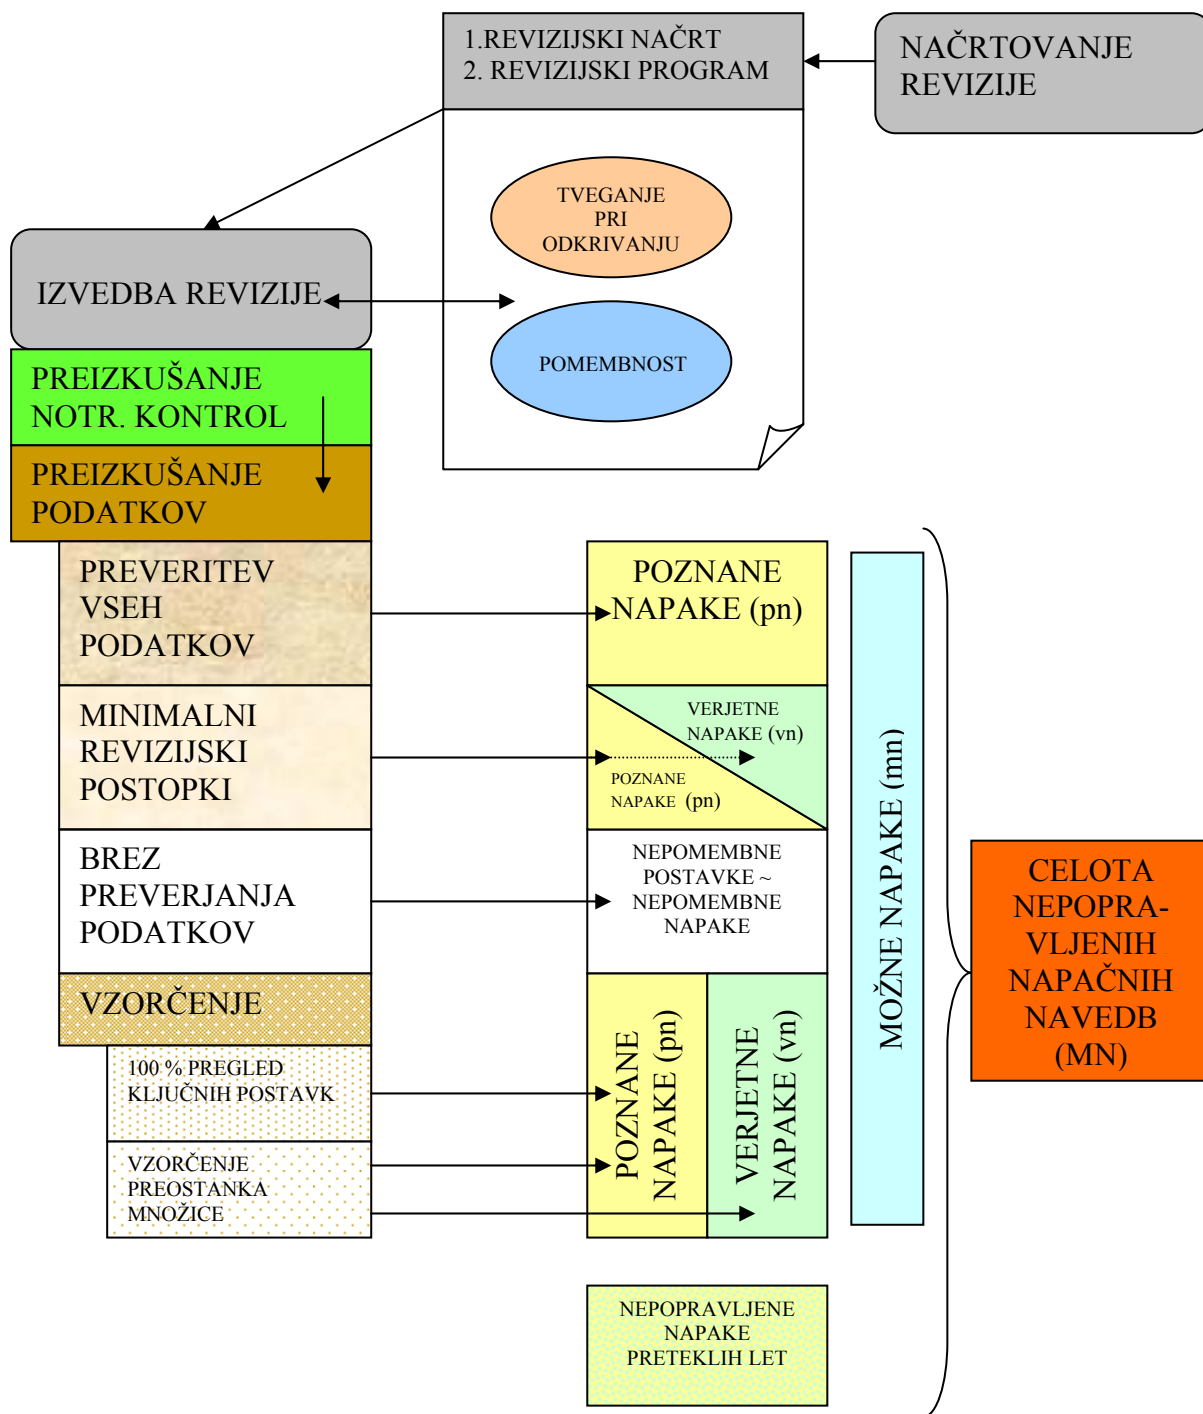 1.REVIZIJSKI NAČRT
2. REVIZIJSKI PROGRAM
NAČRTOVANJE
REVIZIJE
TVEGANJE
PRI
ODKRIVANJU
IZVEDBA REVIZIJE
POMEMBNOST
PREIZKUŠANJE
NOTR. KONTROL
PREIZKUŠANJE
PODATKOV
PREVERITEV
VSEH
PODATKOV
POZNANE
NAPAKE (pn)
MINIMALNI
REVIZIJSKI
POSTOPKI
VERJETNE
NAPAKE (vn)
POZNANE
NAPAKE (pn)
BREZ
PREVERJANJA
PODATKOV
NEPOMEMBNE
POSTAVKE ~
NEPOMEMBNE
NAPAKE
VZORČENJE
100 % PREGLED
KLJUČNIH POSTAVK
VZORČENJE
PREOSTANKA
MNOŽICE
POZNANE
NAPAKE (pn)
VERJETNE
NAPAKE (vn)
MOŽNE NAPAKE (mn)
CELOTA
NEPOPRA-
VLJENIH
NAPAČNIH
NAVEDB
(MN)
NEPOPRAVLJENE
NAPAKE
PRETEKLIH LET